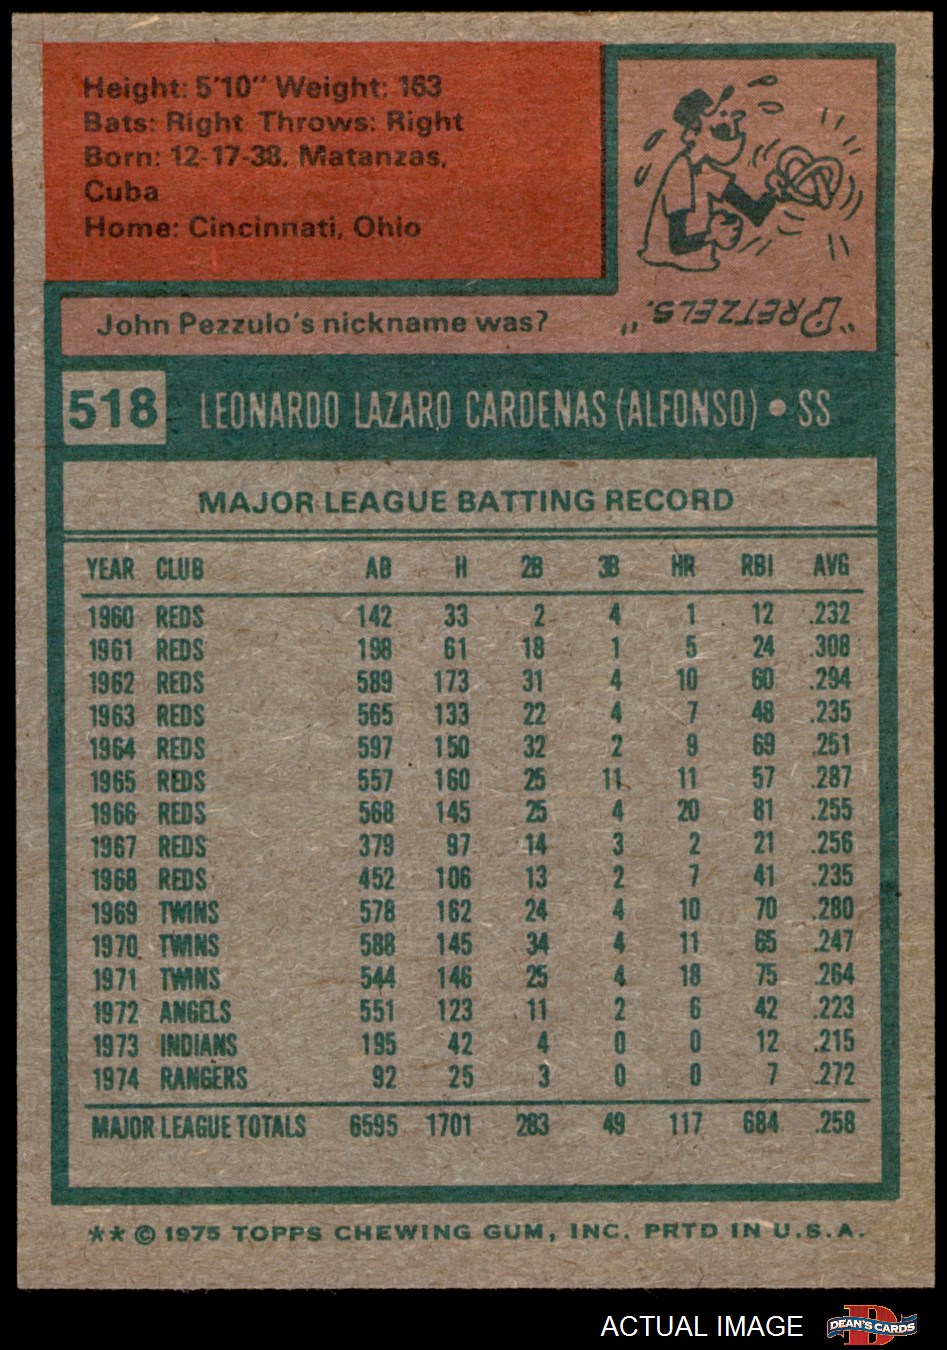 Height: 5'10" Weight: 163
Bats: Right Throws: Right
Born: 12-17-38, Matanzas,
Cuba
Home: Cincinnati, Ohio
John Pezzulo's nickname was?
"PRETZELS."
518 LEONARDO LAZARO CARDENAS (ALFONSO) • SS
MAJOR LEAGUE BATTING RECORD
YEAR CLUB AB H 2B 3B HR RBI AVG
1960 REDS 142 33 2 4 1 12 .232
1961 REDS 198 61 18 1 5 24 .308
1962 REDS 589 173 31 4 10 60 .294
1963 REDS 565 133 22 4 7 48 .235
1964 REDS 597 150 32 2 9 69 .251
1965 REDS 557 160 25 11 11 57 .287
1966 REDS 568 145 25 4 20 81 .255
1967 REDS 379 97 14 3 2 21 .256
1968 REDS 452 106 13 2 7 41 .235
1969 TWINS 578 162 24 4 10 70 .280
1970 TWINS 588 145 34 4 11 65 .247
1971 TWINS 544 146 25 4 18 75 .264
1972 ANGELS 551 123 11 2 6 42 .223
1973 INDIANS 195 42 4 0 0 12 .215
1974 RANGERS 92 25 3 0 0 7 .272
MAJOR LEAGUE TOTALS 6595 1701 283 49 117 684 .258
** © 1975 TOPPS CHEWING GUM, INC. PRTD IN U.S.A.
ACTUAL IMAGE DEAN'S CARDS